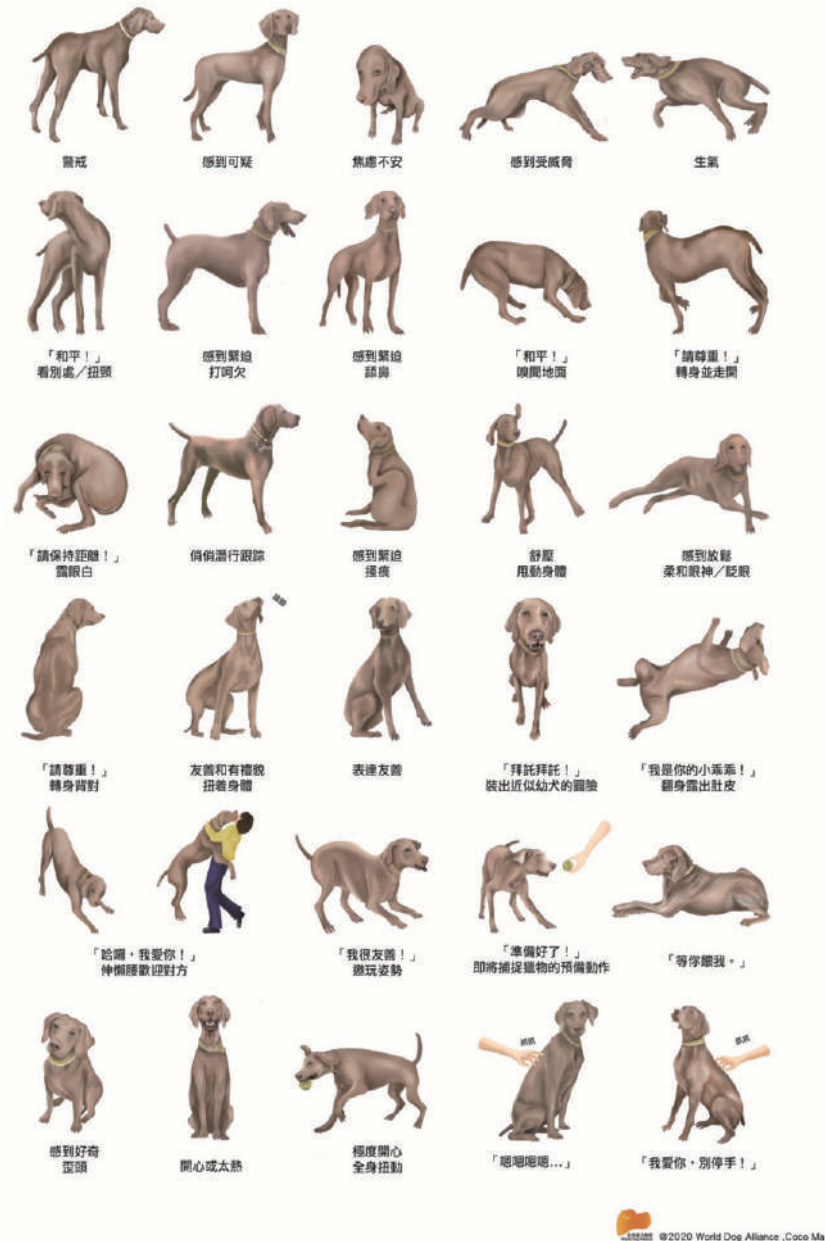 警戒
感到可疑
焦慮不安
感到受威脅
生氣
「和平！」
看別處／扭頸
感到緊迫
打呵欠
感到緊迫
舔鼻
「和平！」
嗅聞地面
「請尊重！」
轉身並走開
「請保持距離！」
露眼白
俏俏潛行跟踪
感到緊迫
搔痕
舒壓
甩動身體
感到放鬆
柔和眼神／眨眼
「請尊重！」
轉身背對
友善和有禮貌
扭着身體
表達友善
「拜託拜託！」
裝出近似幼犬的圓臉
「我是你的小乖乖！」
翻身露出肚皮
「哈囉，我愛你！」
伸懶腰歡迎對方
「我很友善！」
邀玩姿勢
「準備好了！」
即將捕捉獵物的預備動作
「等你餵我。」
感到好奇
歪頭
開心或太熱
極度開心
全身扭動
抓抓
「嗯嗯嗯嗯...」
抓抓
「我愛你，別停手！」
@2020 World Dog Alliance ,Coco Ma